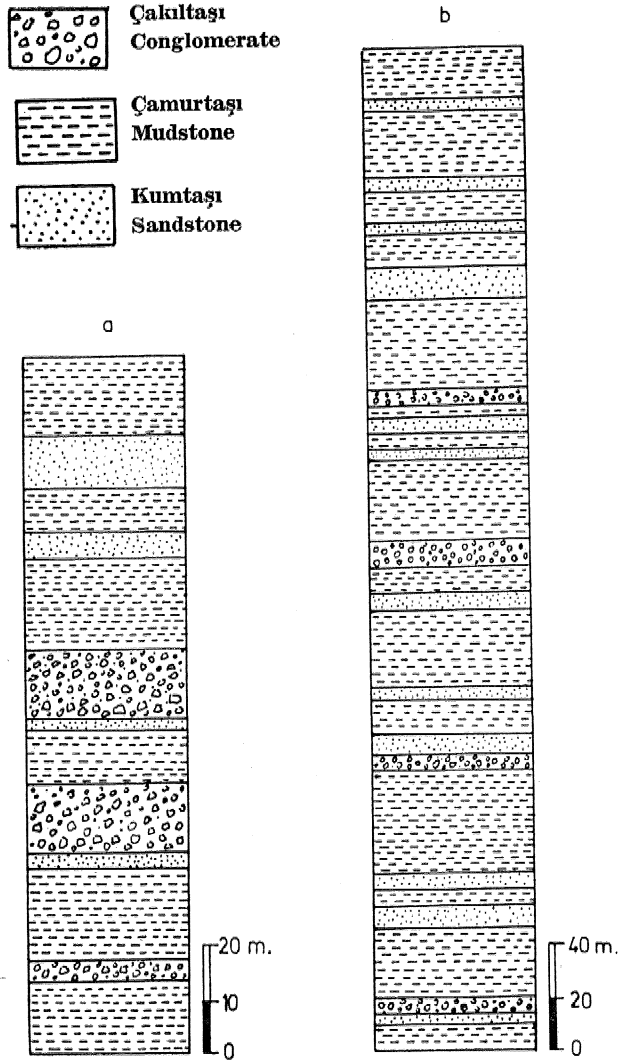 Çakıltaşı
Conglomerate
Çamurtaşı
Mudstone
Kumtaşı
Sandstone
a
b
20 m.
10
0
40 m.
20
0